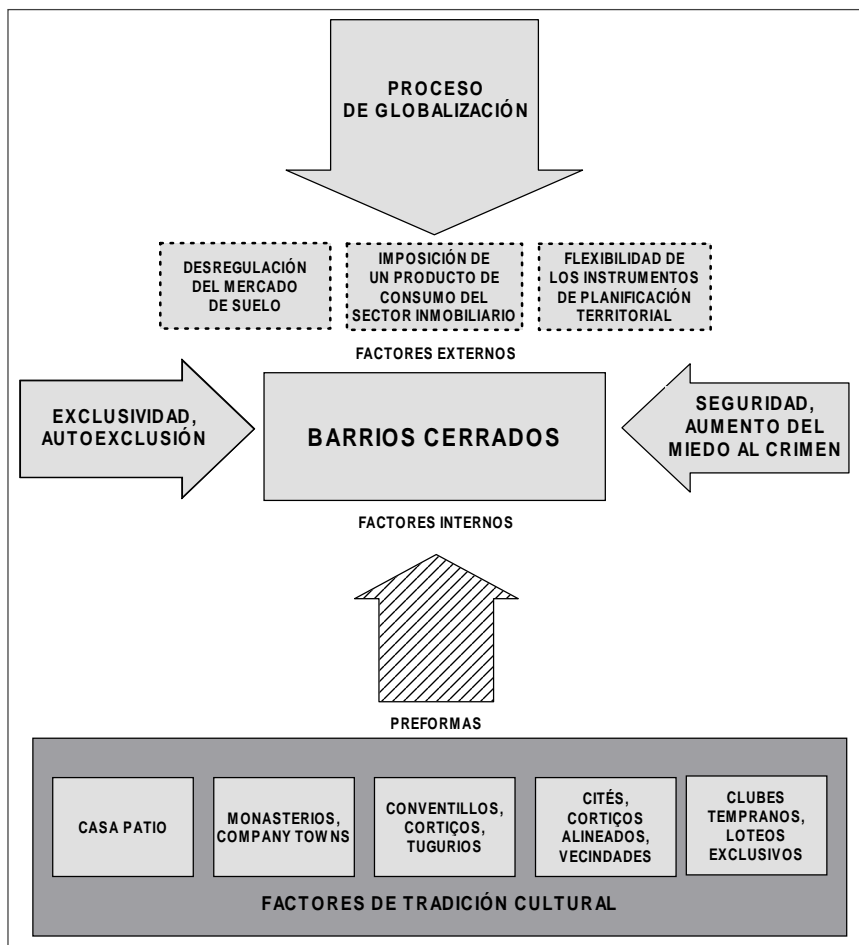 PROCESO
DE GLOBALIZACIÓN
DESREGULACIÓN
DEL MERCADO
DE SUELO
IMPOSICIÓN DE
UN PRODUCTO DE
CONSUMO DEL
SECTOR INMOBILIARIO
FLEXIBILIDAD DE
LOS INSTRUMENTOS
DE PLANIFICACIÓN
TERRITORIAL
FACTORES EXTERNOS
EXCLUSIVIDAD,
AUTOEXCLUSIÓN
BARRIOS CERRADOS
SEGURIDAD,
AUMENTO DEL
MIEDO AL CRIMEN
FACTORES INTERNOS
PREFORMAS
CASA PATIO
MONASTERIOS,
COMPANY TOWNS
CONVENTILLOS,
CORTIÇOS,
TUGURIOS
CITÉS,
CORTIÇOS
ALINEADOS,
VECINDADES
CLUBES
TEMPRANOS,
LOTEOS
EXCLUSIVOS
FACTORES DE TRADICIÓN CULTURAL